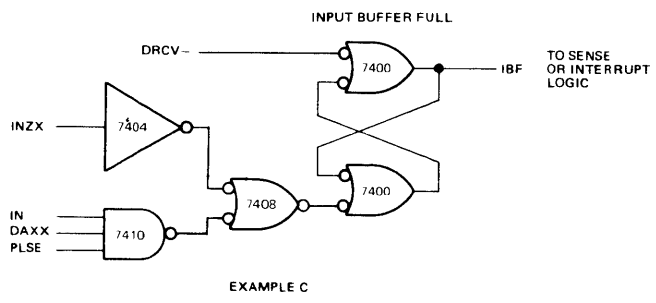 INPUT BUFFER FULL
DRCV–
7400
IBF
TO SENSE
OR INTERRUPT
LOGIC
INZX
7404
7408
7400
IN
DAXX
PLSE
7410
EXAMPLE C